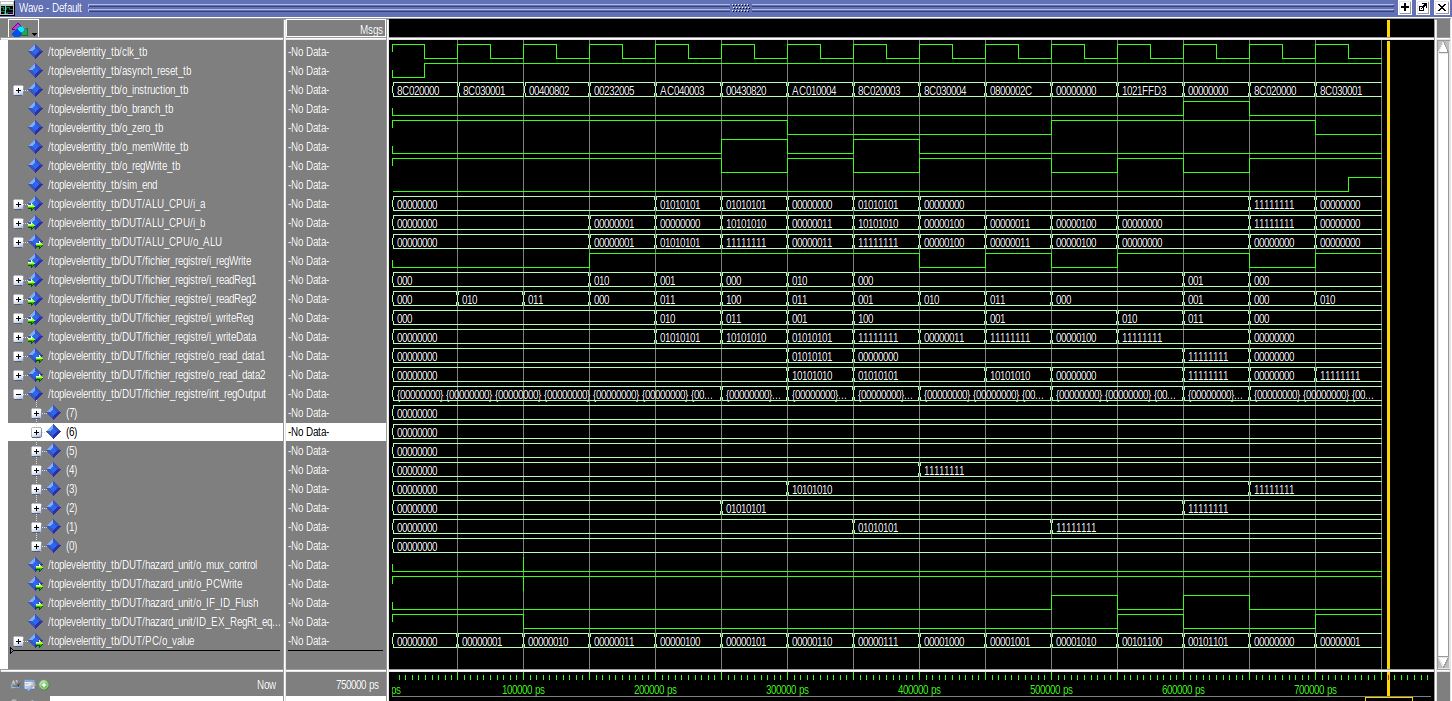 Wave - Default
Msgs
/toplevelentity_tb/clk_tb -No Data-
/toplevelentity_tb/asynch_reset_tb -No Data-
/toplevelentity_tb/o_instruction_tb -No Data- 8C020000 8C030001 00400802 00232005 AC040003 00430820 AC010004 8C020003 8C030004 0800002C 00000000 1021FFD3 00000000 8C020000 8C030001
/toplevelentity_tb/o_branch_tb -No Data-
/toplevelentity_tb/o_zero_tb -No Data-
/toplevelentity_tb/o_memWrite_tb -No Data-
/toplevelentity_tb/o_regWrite_tb -No Data-
/toplevelentity_tb/sim_end -No Data-
/toplevelentity_tb/DUT/ALU_CPU/i_a -No Data- 00000000 01010101 01010101 00000000 01010101 00000000 11111111 00000000
/toplevelentity_tb/DUT/ALU_CPU/i_b -No Data- 00000000 00000001 00000000 10101010 00000011 10101010 00000100 00000011 00000100 00000000 11111111 00000000
/toplevelentity_tb/DUT/ALU_CPU/o_ALU -No Data- 00000000 00000001 01010101 11111111 00000011 11111111 00000100 00000011 00000100 00000000 00000000 00000000
/toplevelentity_tb/DUT/fichier_registre/i_regWrite -No Data-
/toplevelentity_tb/DUT/fichier_registre/i_readReg1 -No Data- 000 010 001 000 010 000 001 000
/toplevelentity_tb/DUT/fichier_registre/i_readReg2 -No Data- 000 010 011 000 011 100 011 001 010 011 000 001 000 010
/toplevelentity_tb/DUT/fichier_registre/i_writeReg -No Data- 000 010 011 001 100 001 010 011 000
/toplevelentity_tb/DUT/fichier_registre/i_writeData -No Data- 00000000 01010101 10101010 01010101 11111111 00000011 11111111 00000100 11111111 00000000
/toplevelentity_tb/DUT/fichier_registre/o_read_data1 -No Data- 00000000 01010101 00000000 11111111 00000000
/toplevelentity_tb/DUT/fichier_registre/o_read_data2 -No Data- 00000000 10101010 01010101 10101010 00000000 11111111 00000000 11111111
/toplevelentity_tb/DUT/fichier_registre/int_regOutput -No Data- {00000000} {00000000} {00000000} {00000000} {00000000} {00000000} {00... {00000000}... {00000000}... {00000000}... {00000000} {00000000} {00... {00000000} {00000000} {00... {00000000}... {00000000} {00000000} {00...
(7) -No Data- 00000000
(6) -No Data- 00000000
(5) -No Data- 00000000
(4) -No Data- 00000000 11111111
(3) -No Data- 00000000 10101010 11111111
(2) -No Data- 00000000 01010101 11111111
(1) -No Data- 00000000 01010101 11111111
(0) -No Data- 00000000
/toplevelentity_tb/DUT/hazard_unit/o_mux_control -No Data-
/toplevelentity_tb/DUT/hazard_unit/o_PCWrite -No Data-
/toplevelentity_tb/DUT/hazard_unit/o_IF_ID_Flush -No Data-
/toplevelentity_tb/DUT/hazard_unit/ID_EX_RegRt_eq... -No Data-
/toplevelentity_tb/DUT/PC/o_value -No Data- 00000000 00000001 00000010 00000011 00000100 00000101 00000110 00000111 00001000 00001001 00001010 00101100 00101101 00000000 00000001
Now 750000 ps ps 100000 ps 200000 ps 300000 ps 400000 ps 500000 ps 600000 ps 700000 ps